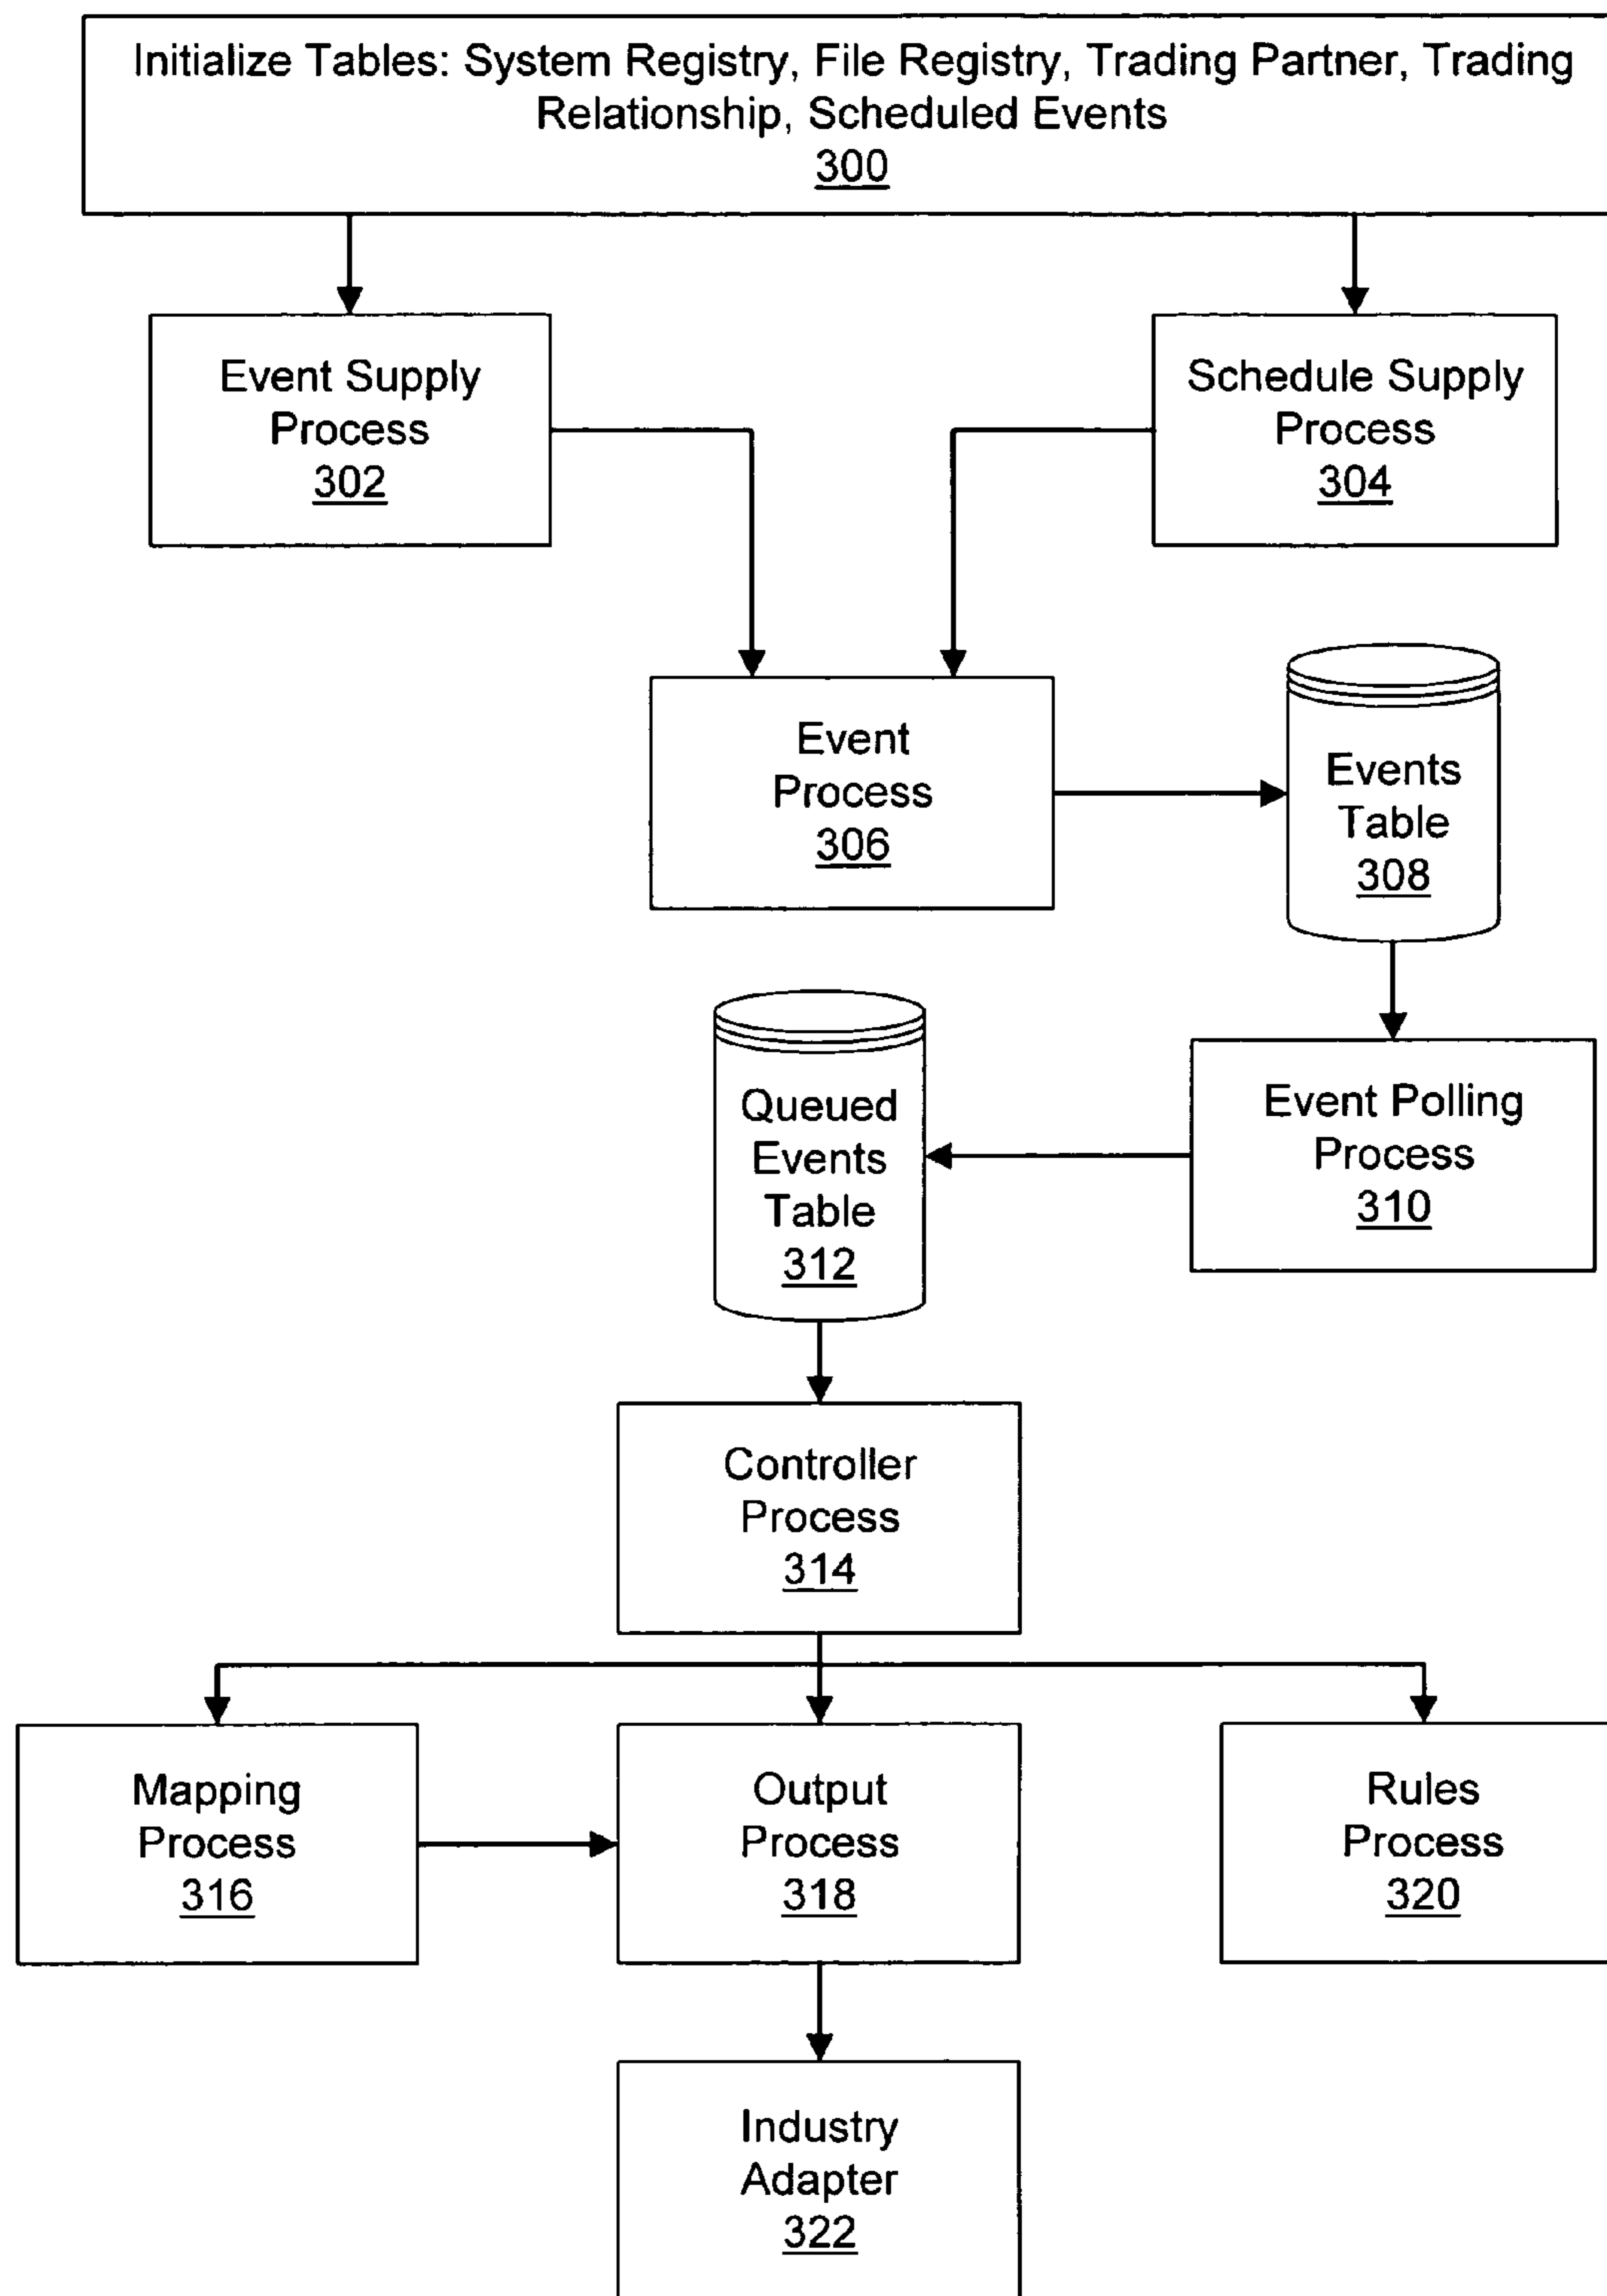 Initialize Tables: System Registry, File Registry, Trading Partner, Trading
Relationship, Scheduled Events
300
Event Supply
Process
302
Schedule Supply
Process
304
Event
Process
306
Events
Table
308
Queued
Events
Table
312
Event Polling
Process
310
Controller
Process
314
Mapping
Process
316
Output
Process
318
Rules
Process
320
Industry
Adapter
322